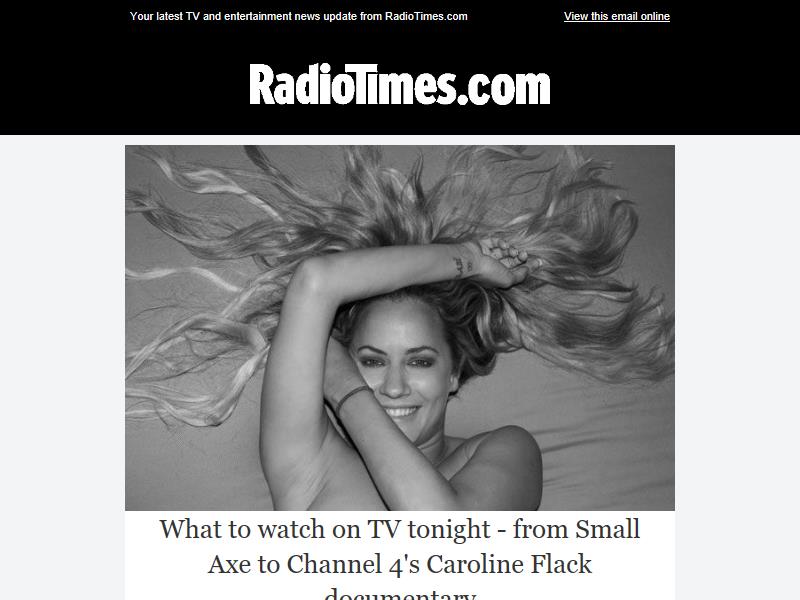 Your latest TV and entertainment news update from RadioTimes.com
View this email online
RadioTimes.com
What to watch on TV tonight - from Small
Axe to Channel 4's Caroline Flack
documentary